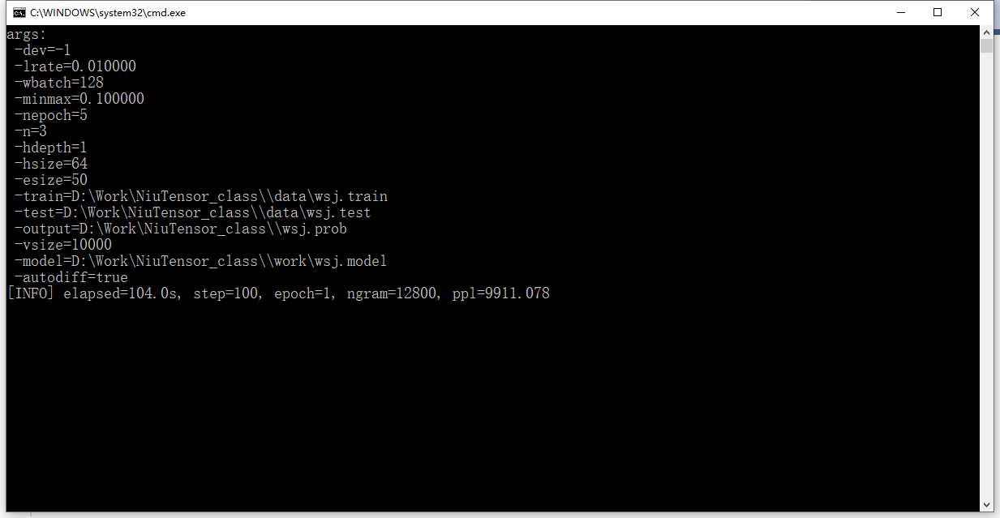 C:\WINDOWS\system32\cmd.exe
args:
-dev=-1
-lrate=0.010000
-wbatch=128
-minmax=0.100000
-nepoch=5
-n=3
-hdepth=1
-hsize=64
-esize=50
-train=D:\Work\NiuTensor_class\\data\wsj.train
-test=D:\Work\NiuTensor_class\\data\wsj.test
-output=D:\Work\NiuTensor_class\\wsj.prob
-vsize=10000
-model=D:\Work\NiuTensor_class\\work\wsj.model
-autodiff=true
[INFO] elapsed=104.0s, step=100, epoch=1, ngram=12800, ppl=9911.078